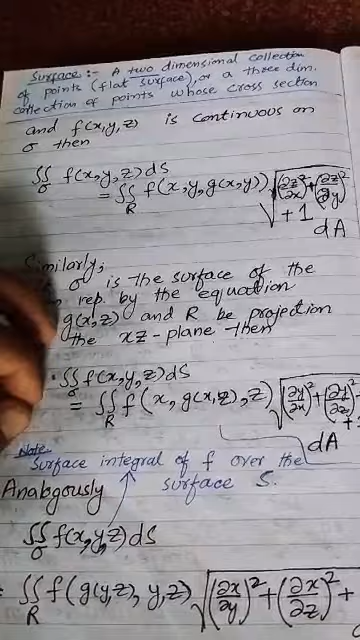 Surface :- A two dimensional collection
of points (flat surface), or a three dim.
collection of points whose cross section
and f(x,y,z) is continuous on
σ then
∬σ f(x,y,z) dS
= ∬R f(x,y,g(x,y)) √((∂z/∂x)²+(∂z/∂y)²
+1 dA
Similarly,
σ is the surface of the
rep. by the equation
g(x,z) and R be projection
the xz-plane then
∬σ f(x,y,z) dS
= ∬R f(x, g(x,z), z) √((∂y/∂x)²+(∂y/∂z)²+
+1
dA
Note
Surface integral of f over the
surface S.
Analogously
∬σ f(x,y,z) dS
= ∬R f(g(y,z), y,z) √((∂x/∂y)²+(∂x/∂z)²+